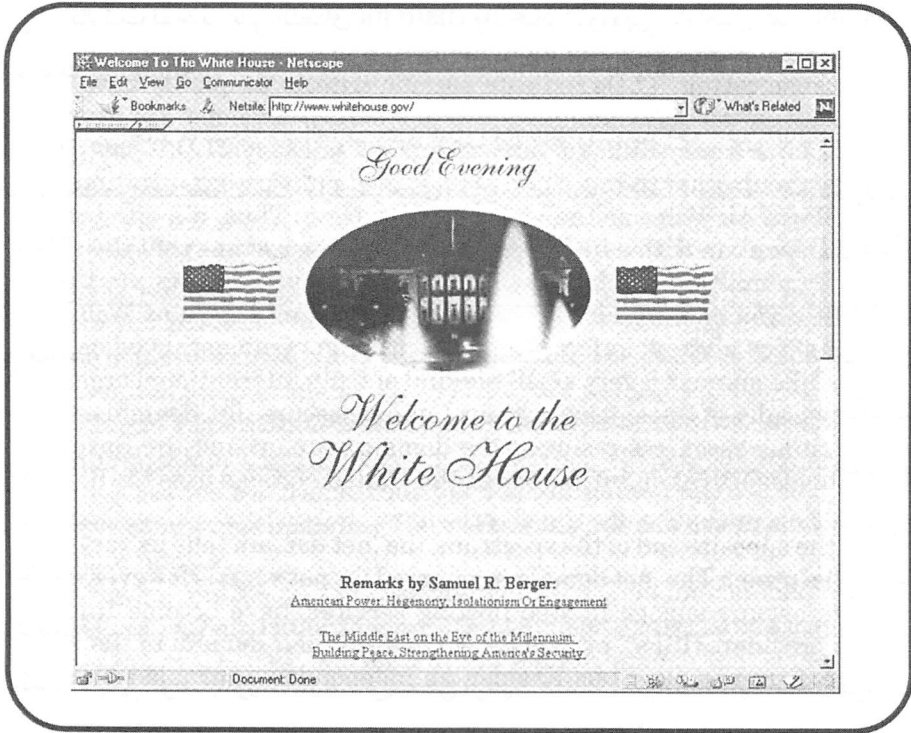 Welcome To The White House - Netscape
File Edit View Go Communicator Help
Bookmarks Netsite: http://www.whitehouse.gov/ What's Related N
Good Evening
Welcome to the
White House
Remarks by Samuel R. Berger:
American Power: Hegemony, Isolationism Or Engagement
The Middle East on the Eve of the Millennium:
Building Peace, Strengthening America's Security
Document: Done